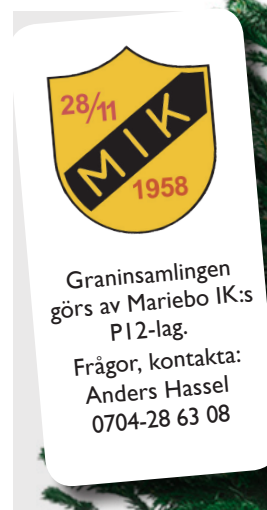 28/11
MIK
1958
Graninsamlingen
görs av Mariebo IK:s
P12-lag.
Frågor, kontakta:
Anders Hassel
0704-28 63 08